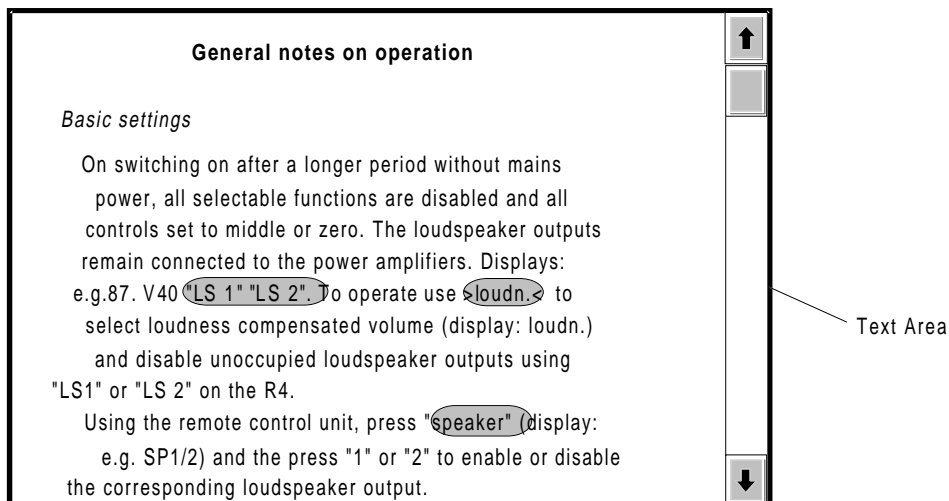 General notes on operation
Basic settings
On switching on after a longer period without mains
power, all selectable functions are disabled and all
controls set to middle or zero. The loudspeaker outputs
remain connected to the power amplifiers. Displays:
e.g.87. V40 "LS 1" "LS 2". To operate use >loudn.< to
select loudness compensated volume (display: loudn.)
and disable unoccupied loudspeaker outputs using
"LS1" or "LS 2" on the R4.
Using the remote control unit, press "speaker" (display:
e.g. SP1/2) and the press "1" or "2" to enable or disable
the corresponding loudspeaker output.
Text Area